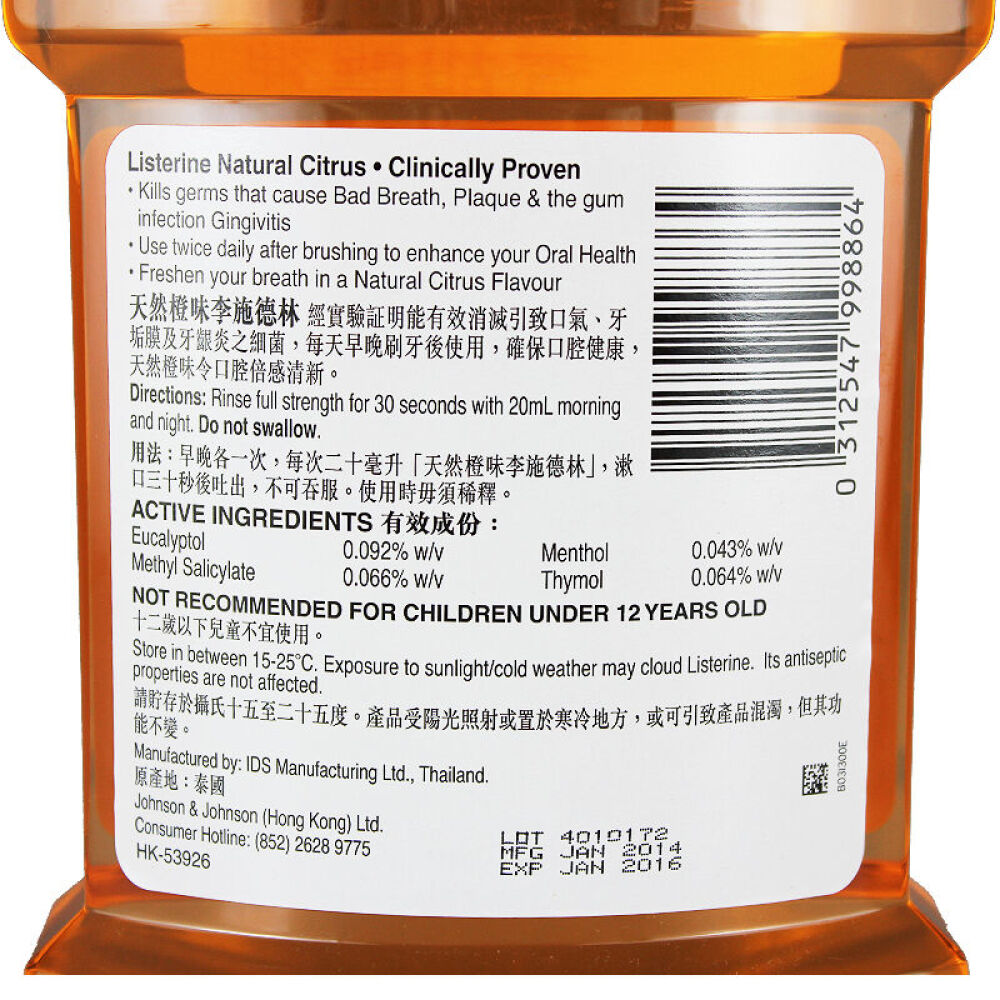 Listerine Natural Citrus • Clinically Proven
• Kills germs that cause Bad Breath, Plaque & the gum
infection Gingivitis
• Use twice daily after brushing to enhance your Oral Health
• Freshen your breath in a Natural Citrus Flavour
天然橙味李施德林 經實驗証明能有效消滅引致口氣、牙
垢膜及牙齦炎之細菌，每天早晚刷牙後使用，確保口腔健康，
天然橙味令口腔倍感清新。
Directions: Rinse full strength for 30 seconds with 20mL morning
and night. Do not swallow.
用法：早晚各一次，每次二十毫升「天然橙味李施德林」，漱
口三十秒後吐出，不可吞服。使用時毋須稀釋。
ACTIVE INGREDIENTS 有效成份：
Eucalyptol 0.092% w/v Menthol 0.043% w/v
Methyl Salicylate 0.066% w/v Thymol 0.064% w/v
NOT RECOMMENDED FOR CHILDREN UNDER 12 YEARS OLD
十二歲以下兒童不宜使用。
Store in between 15-25°C. Exposure to sunlight/cold weather may cloud Listerine. Its antiseptic
properties are not affected.
請貯存於攝氏十五至二十五度。產品受陽光照射或置於寒冷地方，或可引致產品混濁，但其功
能不變。
Manufactured by: IDS Manufacturing Ltd., Thailand.
原產地：泰國
Johnson & Johnson (Hong Kong) Ltd.
Consumer Hotline: (852) 2628 9775
HK-53926
LOT 4010172
MFG JAN 2014
EXP JAN 2016
0 312547 998864
B031300E